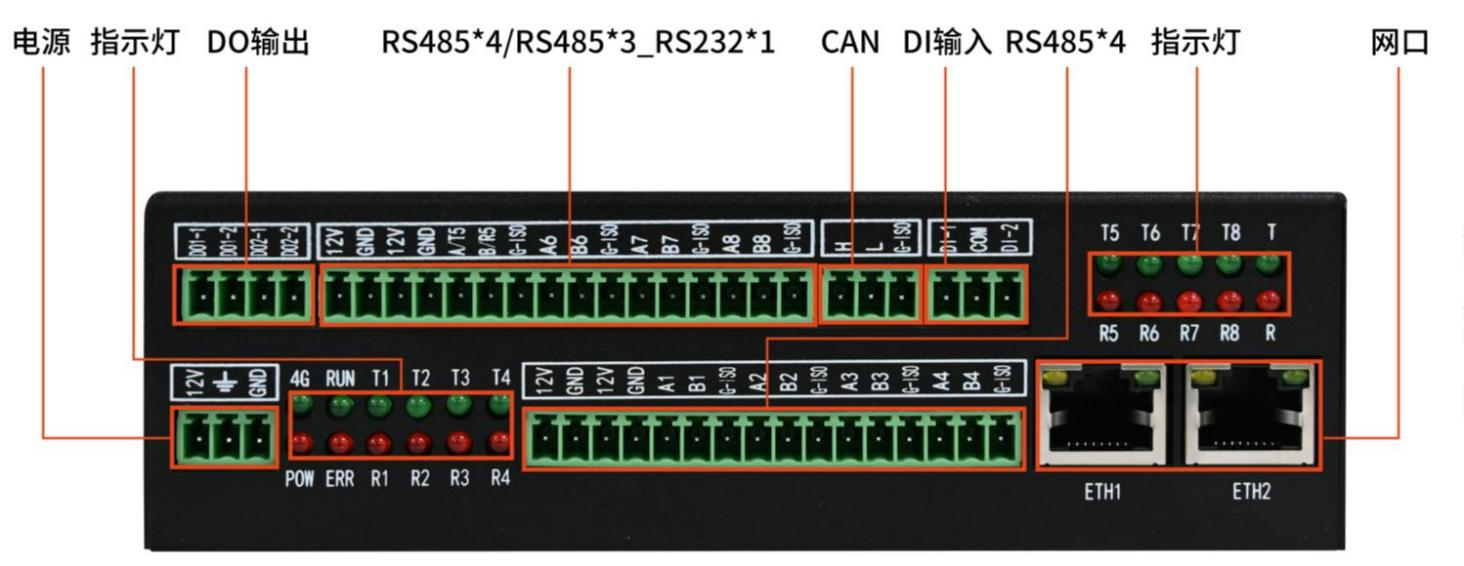 电源 指示灯 DO输出 RS485*4/RS485*3_RS232*1 CAN DI输入 RS485*4 指示灯 网口
DO1-1 DO1-2 DO2-1 DO2-2 12V GND 12V GND A/T5 B/R5 G-ISO A6 B6 G-ISO A7 B7 G-ISO A8 B8 G-ISO H L G-ISO DI-1 COM DI-2
T5 T6 T7 T8 T
R5 R6 R7 R8 R
12V GND
4G RUN T1 T2 T3 T4
POW ERR R1 R2 R3 R4
12V GND 12V GND A1 B1 G-ISO A2 B2 G-ISO A3 B3 G-ISO A4 B4 G-ISO
ETH1 ETH2